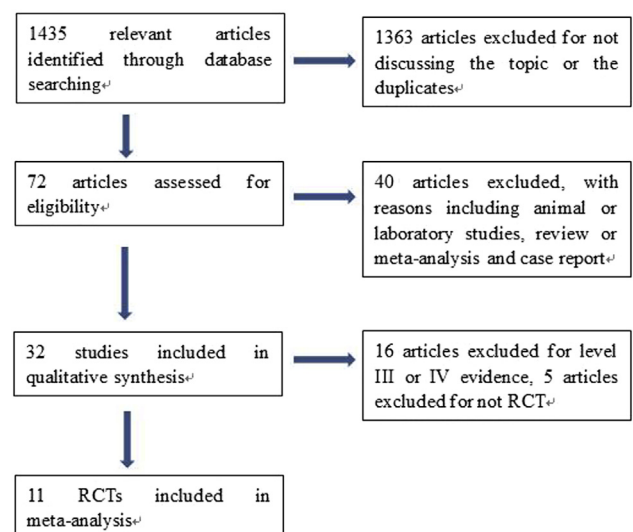 1435 relevant articles
identified through database
searching↵
1363 articles excluded for not
discussing the topic or the
duplicates↵
72 articles assessed for
eligibility↵
40 articles excluded, with
reasons including animal or
laboratory studies, review or
meta-analysis and case report↵
32 studies included in
qualitative synthesis↵
16 articles excluded for level
III or IV evidence, 5 articles
excluded for not RCT↵
11 RCTs included in
meta-analysis↵